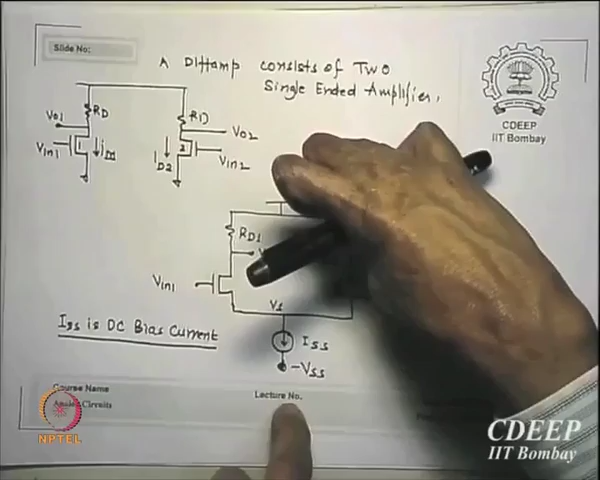 Slide No:
A Diffamp consists of Two
Single Ended Amplifier.
RD
RD
Vo1
Vo2
Vin1
iD1
ID2
Vin2
1
2
RD1
V
Vin1
Vs
Iss is DC Bias Current
ISS
-VSS
CDEEP
IIT Bombay
Course Name
Lecture No.
Analog Circuits
NPTEL
CDEEP
IIT Bombay